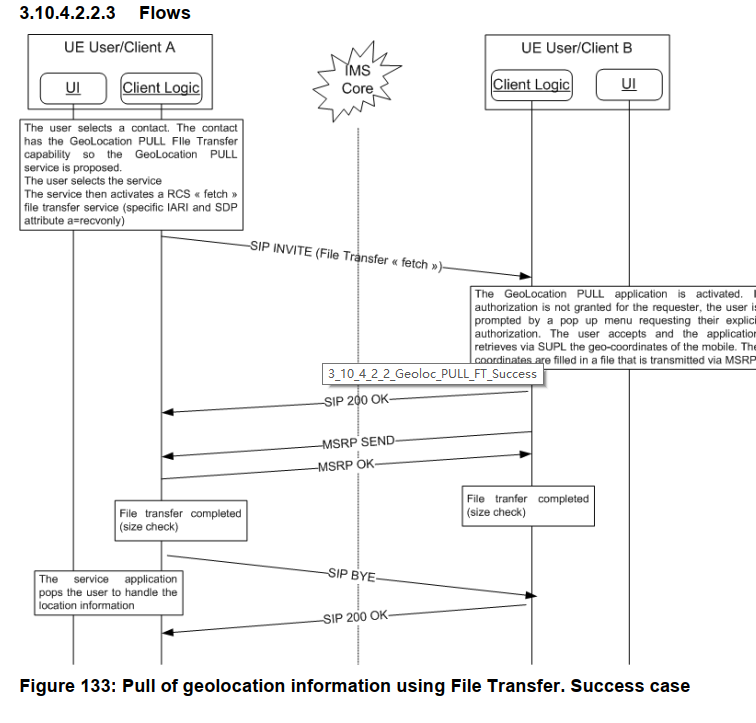 3.10.4.2.2.3 Flows
UE User/Client A
UI
Client Logic
IMS
Core
UE User/Client B
Client Logic
UI
The user selects a contact. The contact
has the GeoLocation PULL FIle Transfer
capability so the GeoLocation PULL
service is proposed.
The user selects the service
The service then activates a RCS « fetch »
file transfer service (specific IARI and SDP
attribute a=recvonly)
SIP INVITE (File Transfer « fetch »)
The GeoLocation PULL application is activated.
authorization is not granted for the requester, the user is
prompted by a pop up menu requesting their explici
authorization. The user accepts and the application
retrieves via SUPL the geo-coordinates of the mobile. The
coordinates are filled in a file that is transmitted via MSRP
3_10_4_2_2_Geoloc_PULL_FT_Success
SIP 200 OK
MSRP SEND
MSRP OK
File transfer completed
(size check)
File tranfer completed
(size check)
SIP BYE
The service application
pops the user to handle the
location information
SIP 200 OK
Figure 133: Pull of geolocation information using File Transfer. Success case